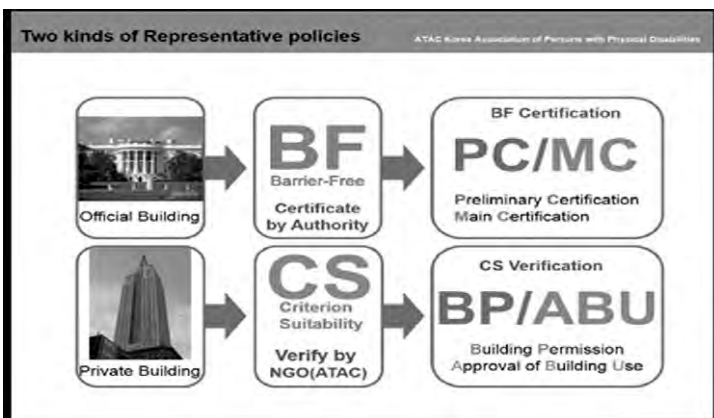 Two kinds of Representative policies
ATAC Korea Association of Persons with Physical Disabilities
Official Building
BF
Barrier-Free
Certificate
by Authority
BF Certification
PC/MC
Preliminary Certification
Main Certification
Private Building
CS
Criterion
Suitability
Verify by
NGO(ATAC)
CS Verification
BP/ABU
Building Permission
Approval of Building Use